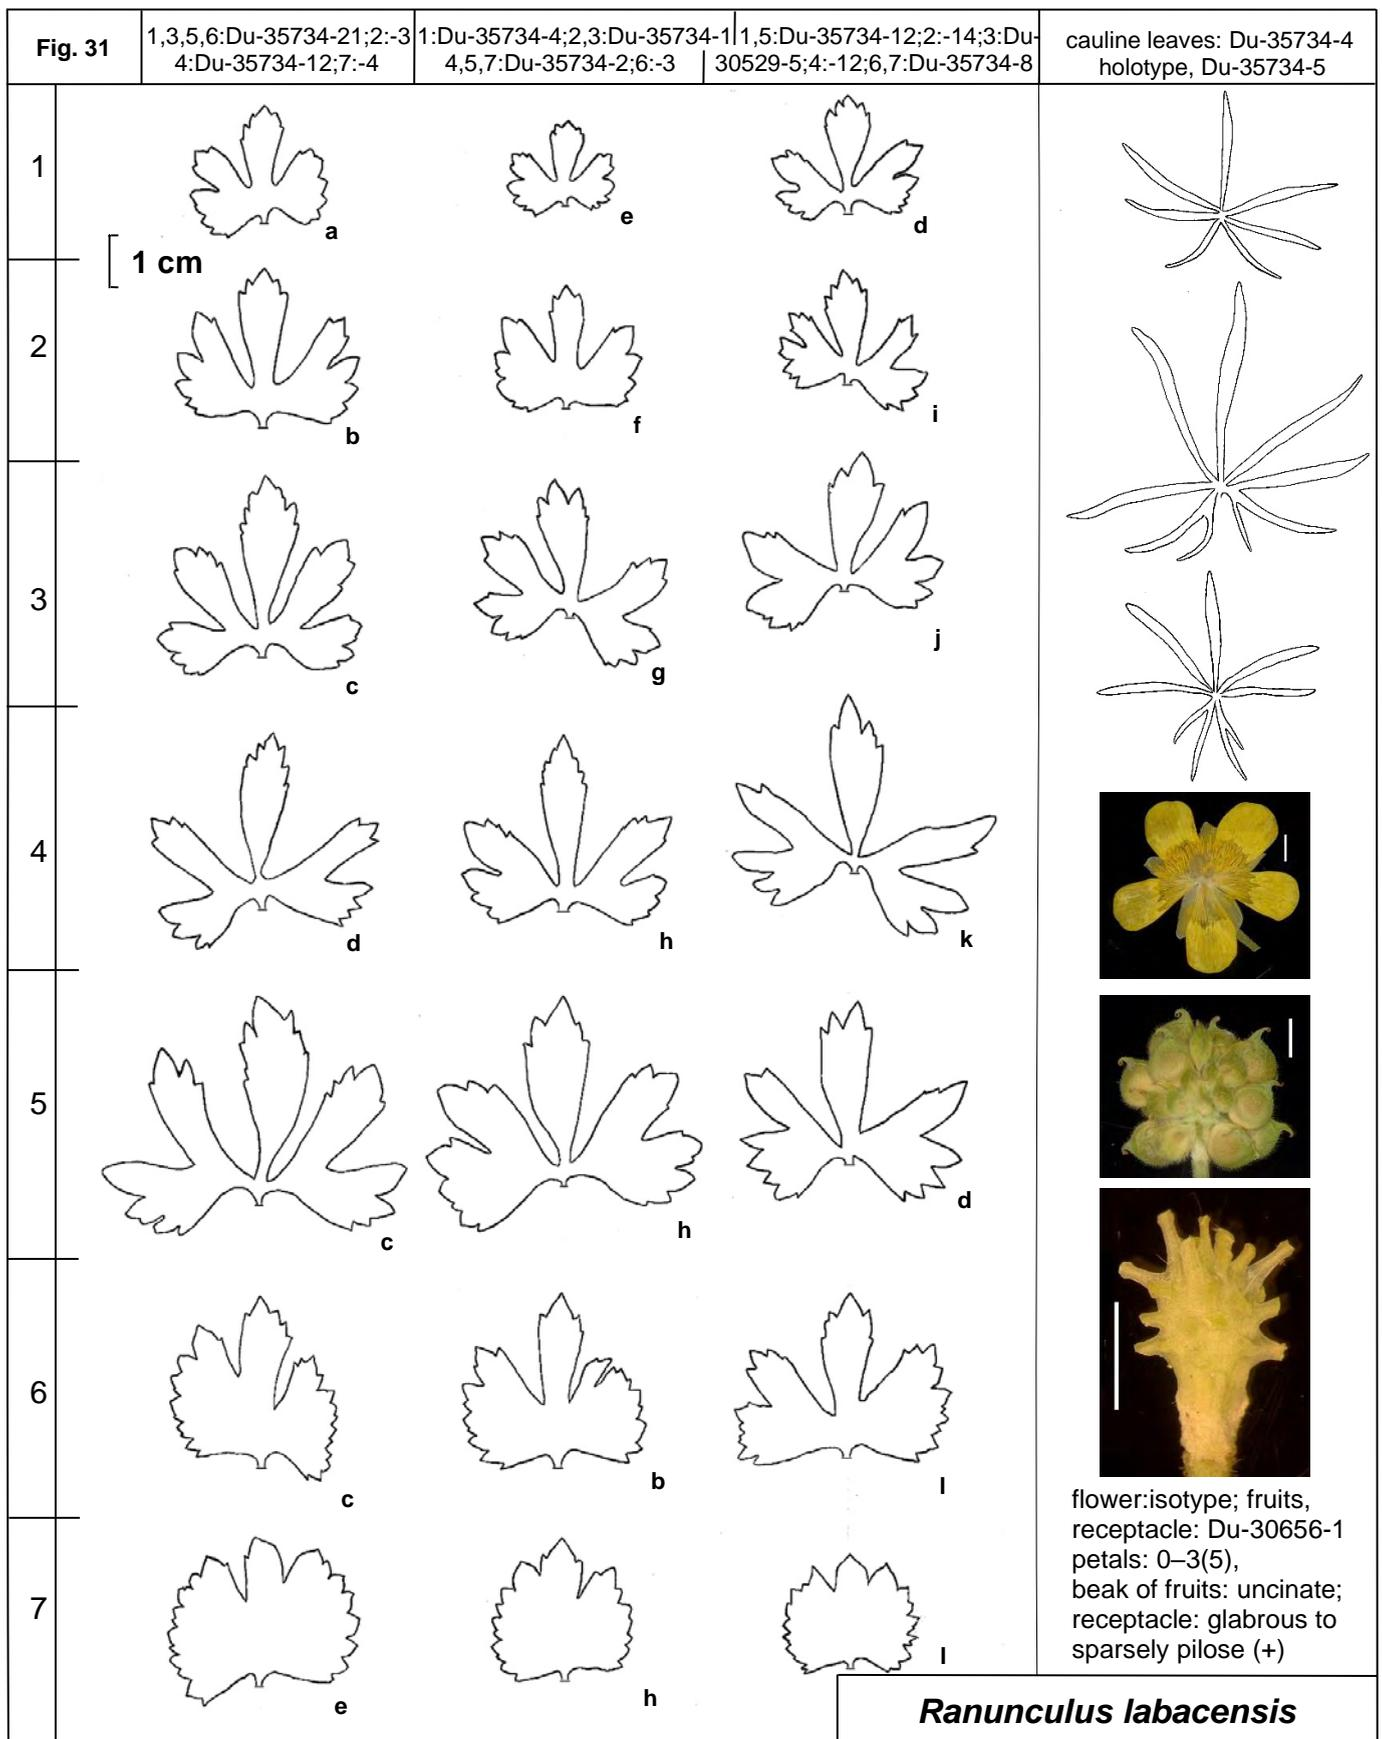 Fig. 31
1,3,5,6:Du-35734-21;2:-3
4:Du-35734-12;7:-4
1:Du-35734-4;2,3:Du-35734-1
4,5,7:Du-35734-2;6:-3
1,5:Du-35734-12;2:-14;3:Du-
30529-5;4:-12;6,7:Du-35734-8
cauline leaves: Du-35734-4
holotype, Du-35734-5
1
a
e
d
1 cm
2
b
f
i
3
c
g
j
4
d
h
k
5
c
h
d
6
c
b
l
7
e
h
l
flower:isotype; fruits,
receptacle: Du-30656-1
petals: 0–3(5),
beak of fruits: uncinate;
receptacle: glabrous to
sparsely pilose (+)
Ranunculus labacensis